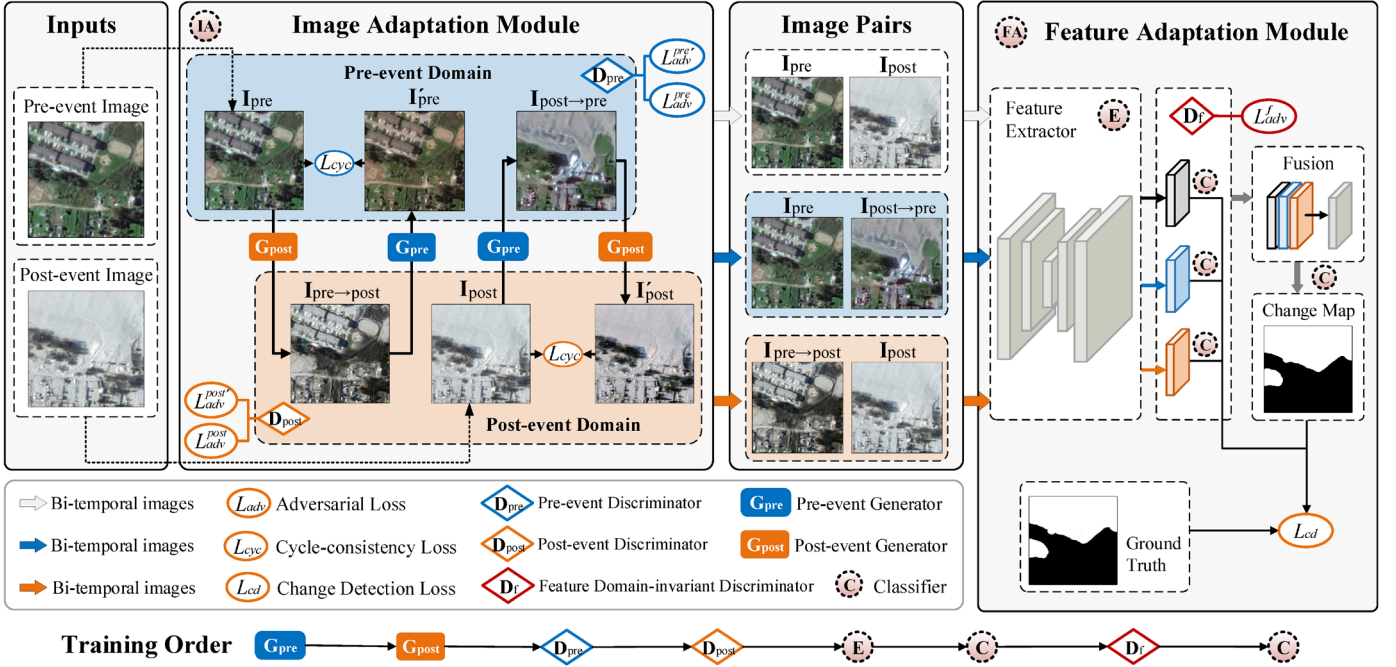 Inputs
Pre-event Image
Post-event Image
IA
Image Adaptation Module
Pre-event Domain
D_pre
L_adv^pre′
L_adv^pre
I_pre
I′_pre
I_post→pre
L_cyc
G_post
G_pre
G_pre
G_post
I_pre→post
I_post
I′_post
L_cyc
L_adv^post′
L_adv^post
D_post
Post-event Domain
Image Pairs
I_pre
I_post
I_pre
I_post→pre
I_pre→post
I_post
FA
Feature Adaptation Module
Feature
Extractor
E
D_f
L_adv^f
C
C
C
Fusion
C
Change Map
Ground
Truth
L_cd
Bi-temporal images
L_adv Adversarial Loss
D_pre Pre-event Discriminator
G_pre Pre-event Generator
Bi-temporal images
L_cyc Cycle-consistency Loss
D_post Post-event Discriminator
G_post Post-event Generator
Bi-temporal images
L_cd Change Detection Loss
D_f Feature Domain-invariant Discriminator
C Classifier
Training Order G_pre G_post D_pre D_post E C D_f C